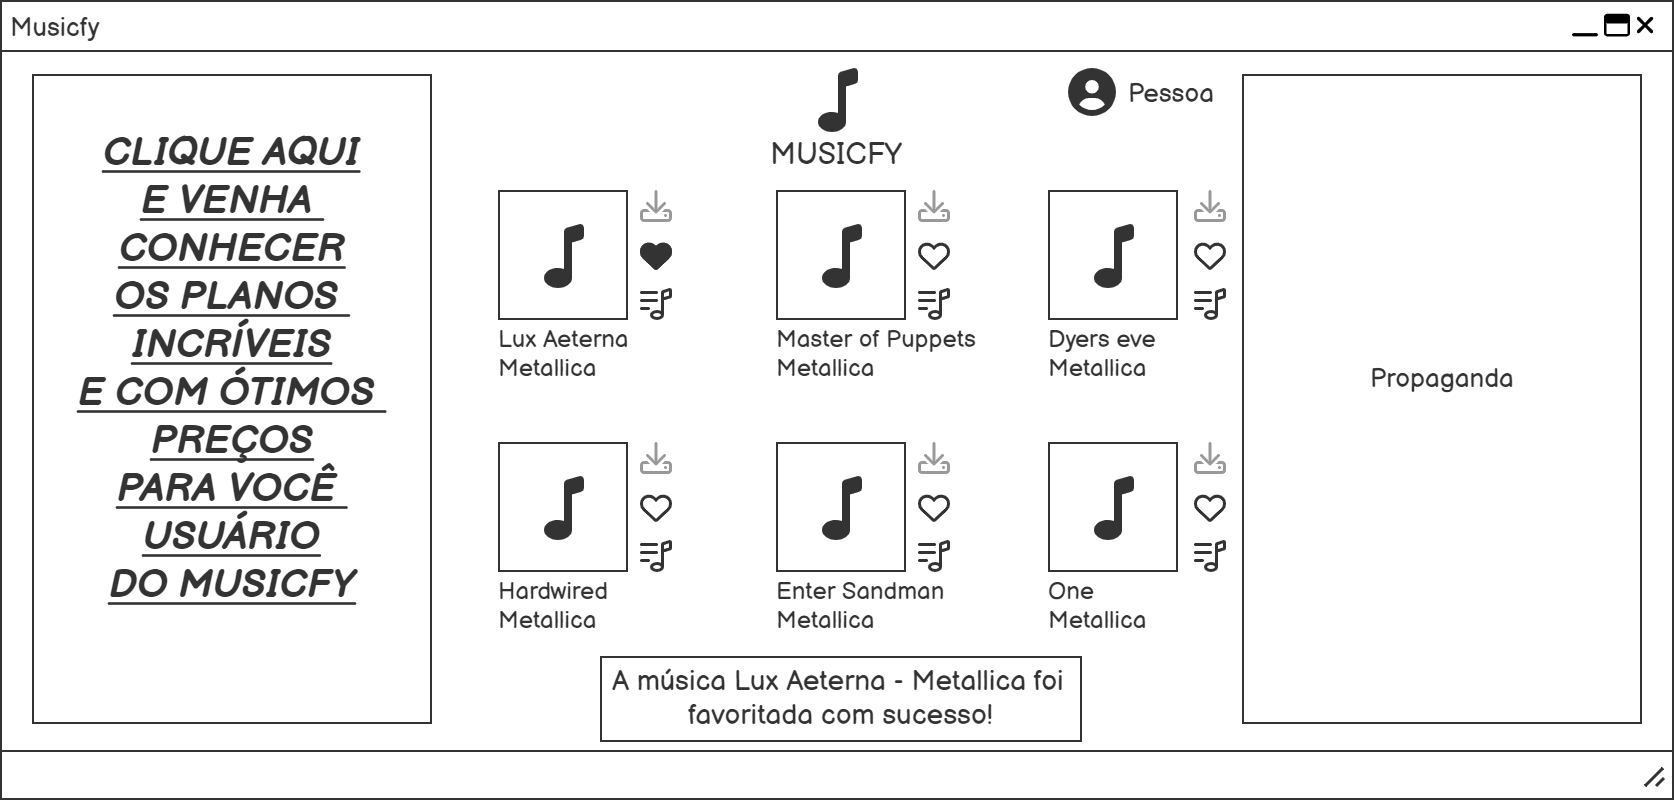 Musicfy
CLIQUE AQUI
E VENHA
CONHECER
OS PLANOS
INCRÍVEIS
E COM ÓTIMOS
PREÇOS
PARA VOCÊ
USUÁRIO
DO MUSICFY
MUSICFY
Pessoa
Lux Aeterna
Metallica
Master of Puppets
Metallica
Dyers eve
Metallica
Hardwired
Metallica
Enter Sandman
Metallica
One
Metallica
A música Lux Aeterna - Metallica foi
favoritada com sucesso!
Propaganda